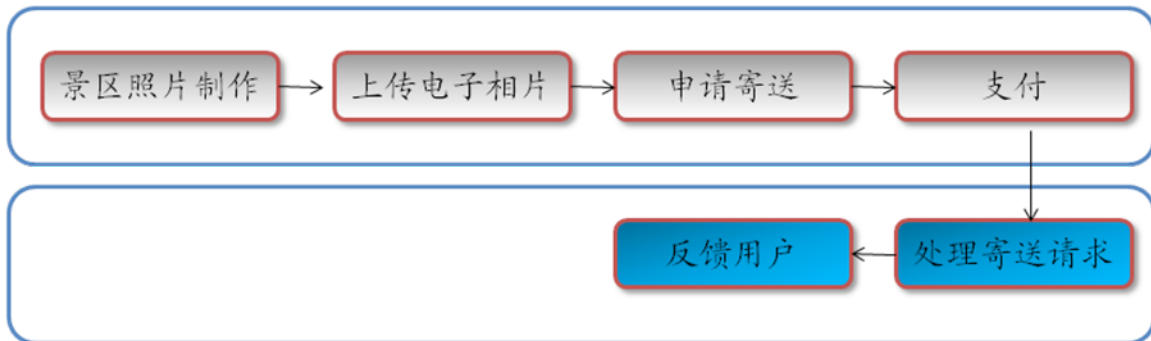 景区照片制作
上传电子相片
申请寄送
支付
反馈用户
处理寄送请求